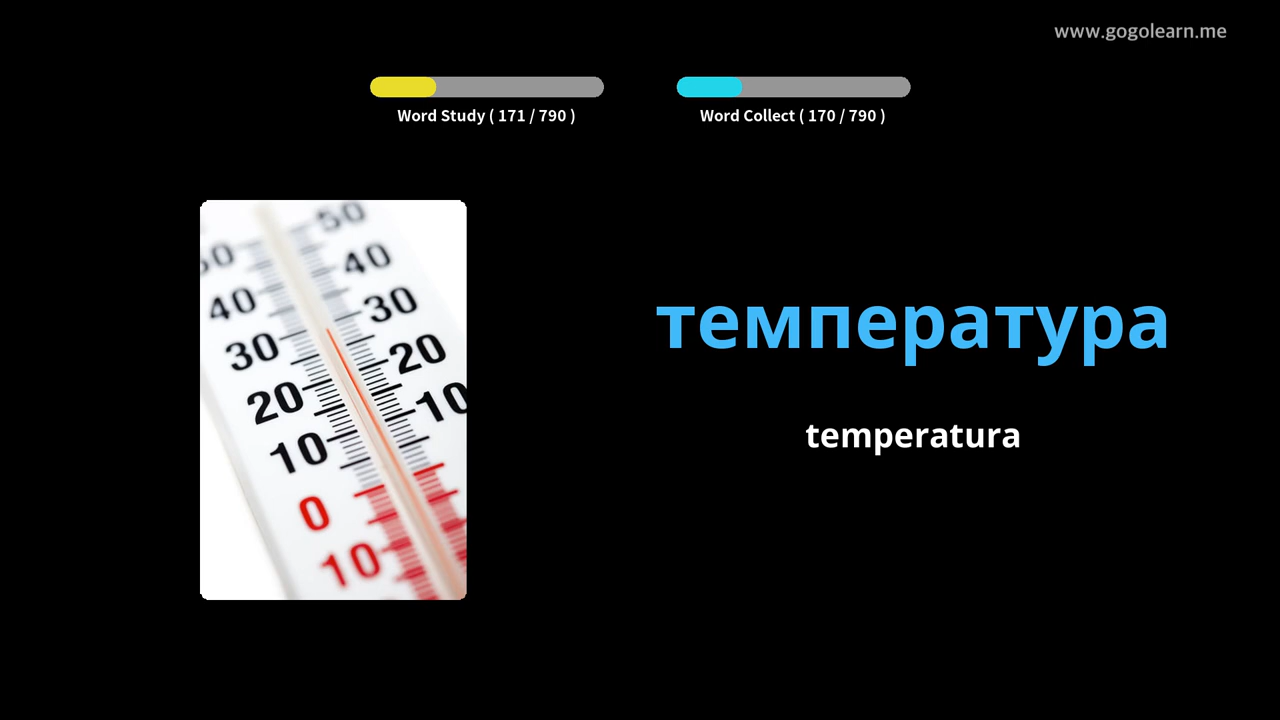 www.gogolearn.me
Word Study ( 171 / 790 )
Word Collect ( 170 / 790 )
температура
temperatura
50
50
40
40
30
30
20
20
10
10
0
10